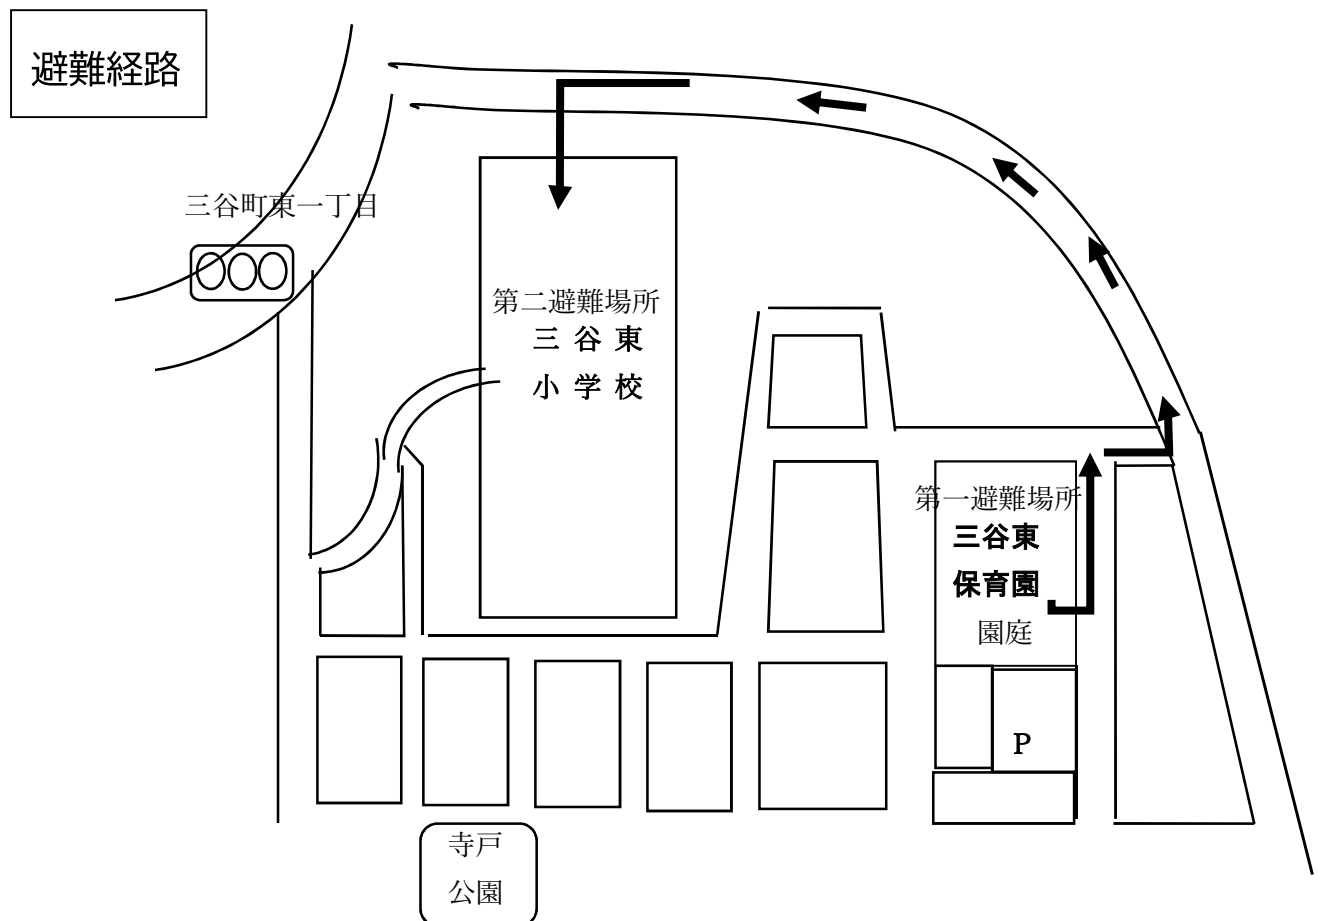 避難経路
三谷町東一丁目
第二避難場所
三谷東
小学校
第一避難場所
三谷東
保育園
園庭
P
寺戸
公園